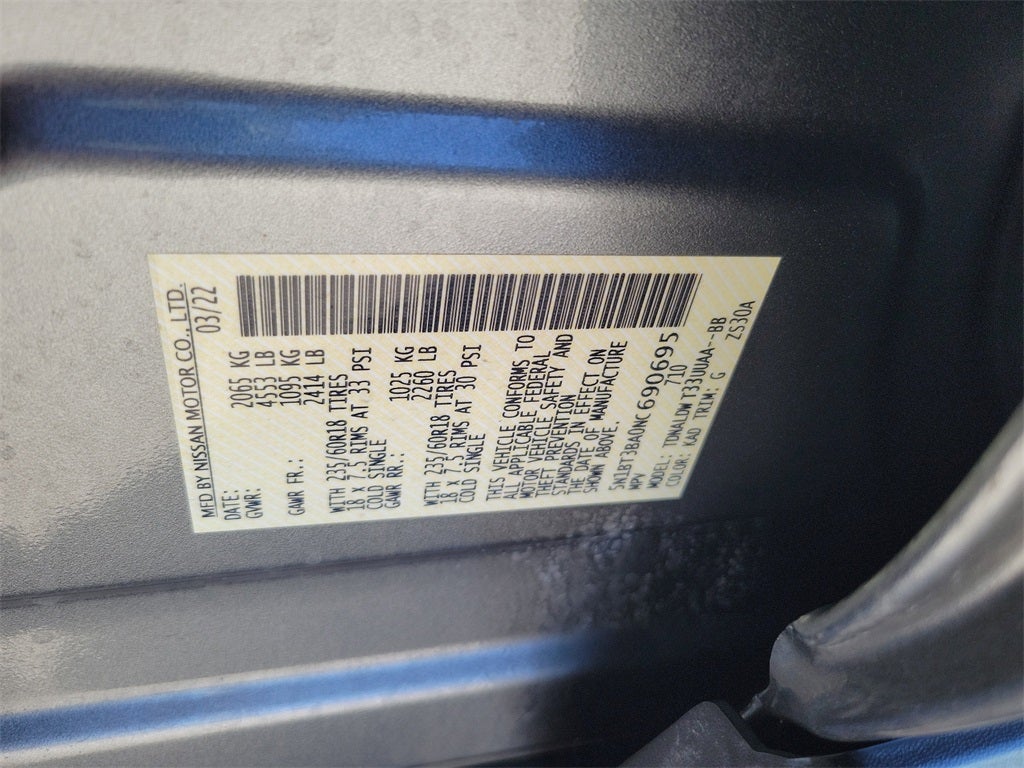 MFD BY NISSAN MOTOR CO., LTD.
DATE: 03/22
GVWR: 2065 KG
4553 LB
GAWR FR.: 1095 KG
2414 LB
WITH 235/60R18 TIRES
18 X 7.5 RIMS AT 33 PSI
COLD SINGLE
GAWR RR.: 1025 KG
2260 LB
WITH 235/60R18 TIRES
18 X 7.5 RIMS AT 30 PSI
COLD SINGLE
THIS VEHICLE CONFORMS TO
ALL APPLICABLE FEDERAL
MOTOR VEHICLE SAFETY AND
THEFT PREVENTION
STANDARDS IN EFFECT ON
THE DATE OF MANUFACTURE
SHOWN ABOVE.
5N1BT3BA0NC690695
MPV 710
MODEL: TDNALDWT33UUAA--BB
COLOR: KAD TRIM: G ZS30A